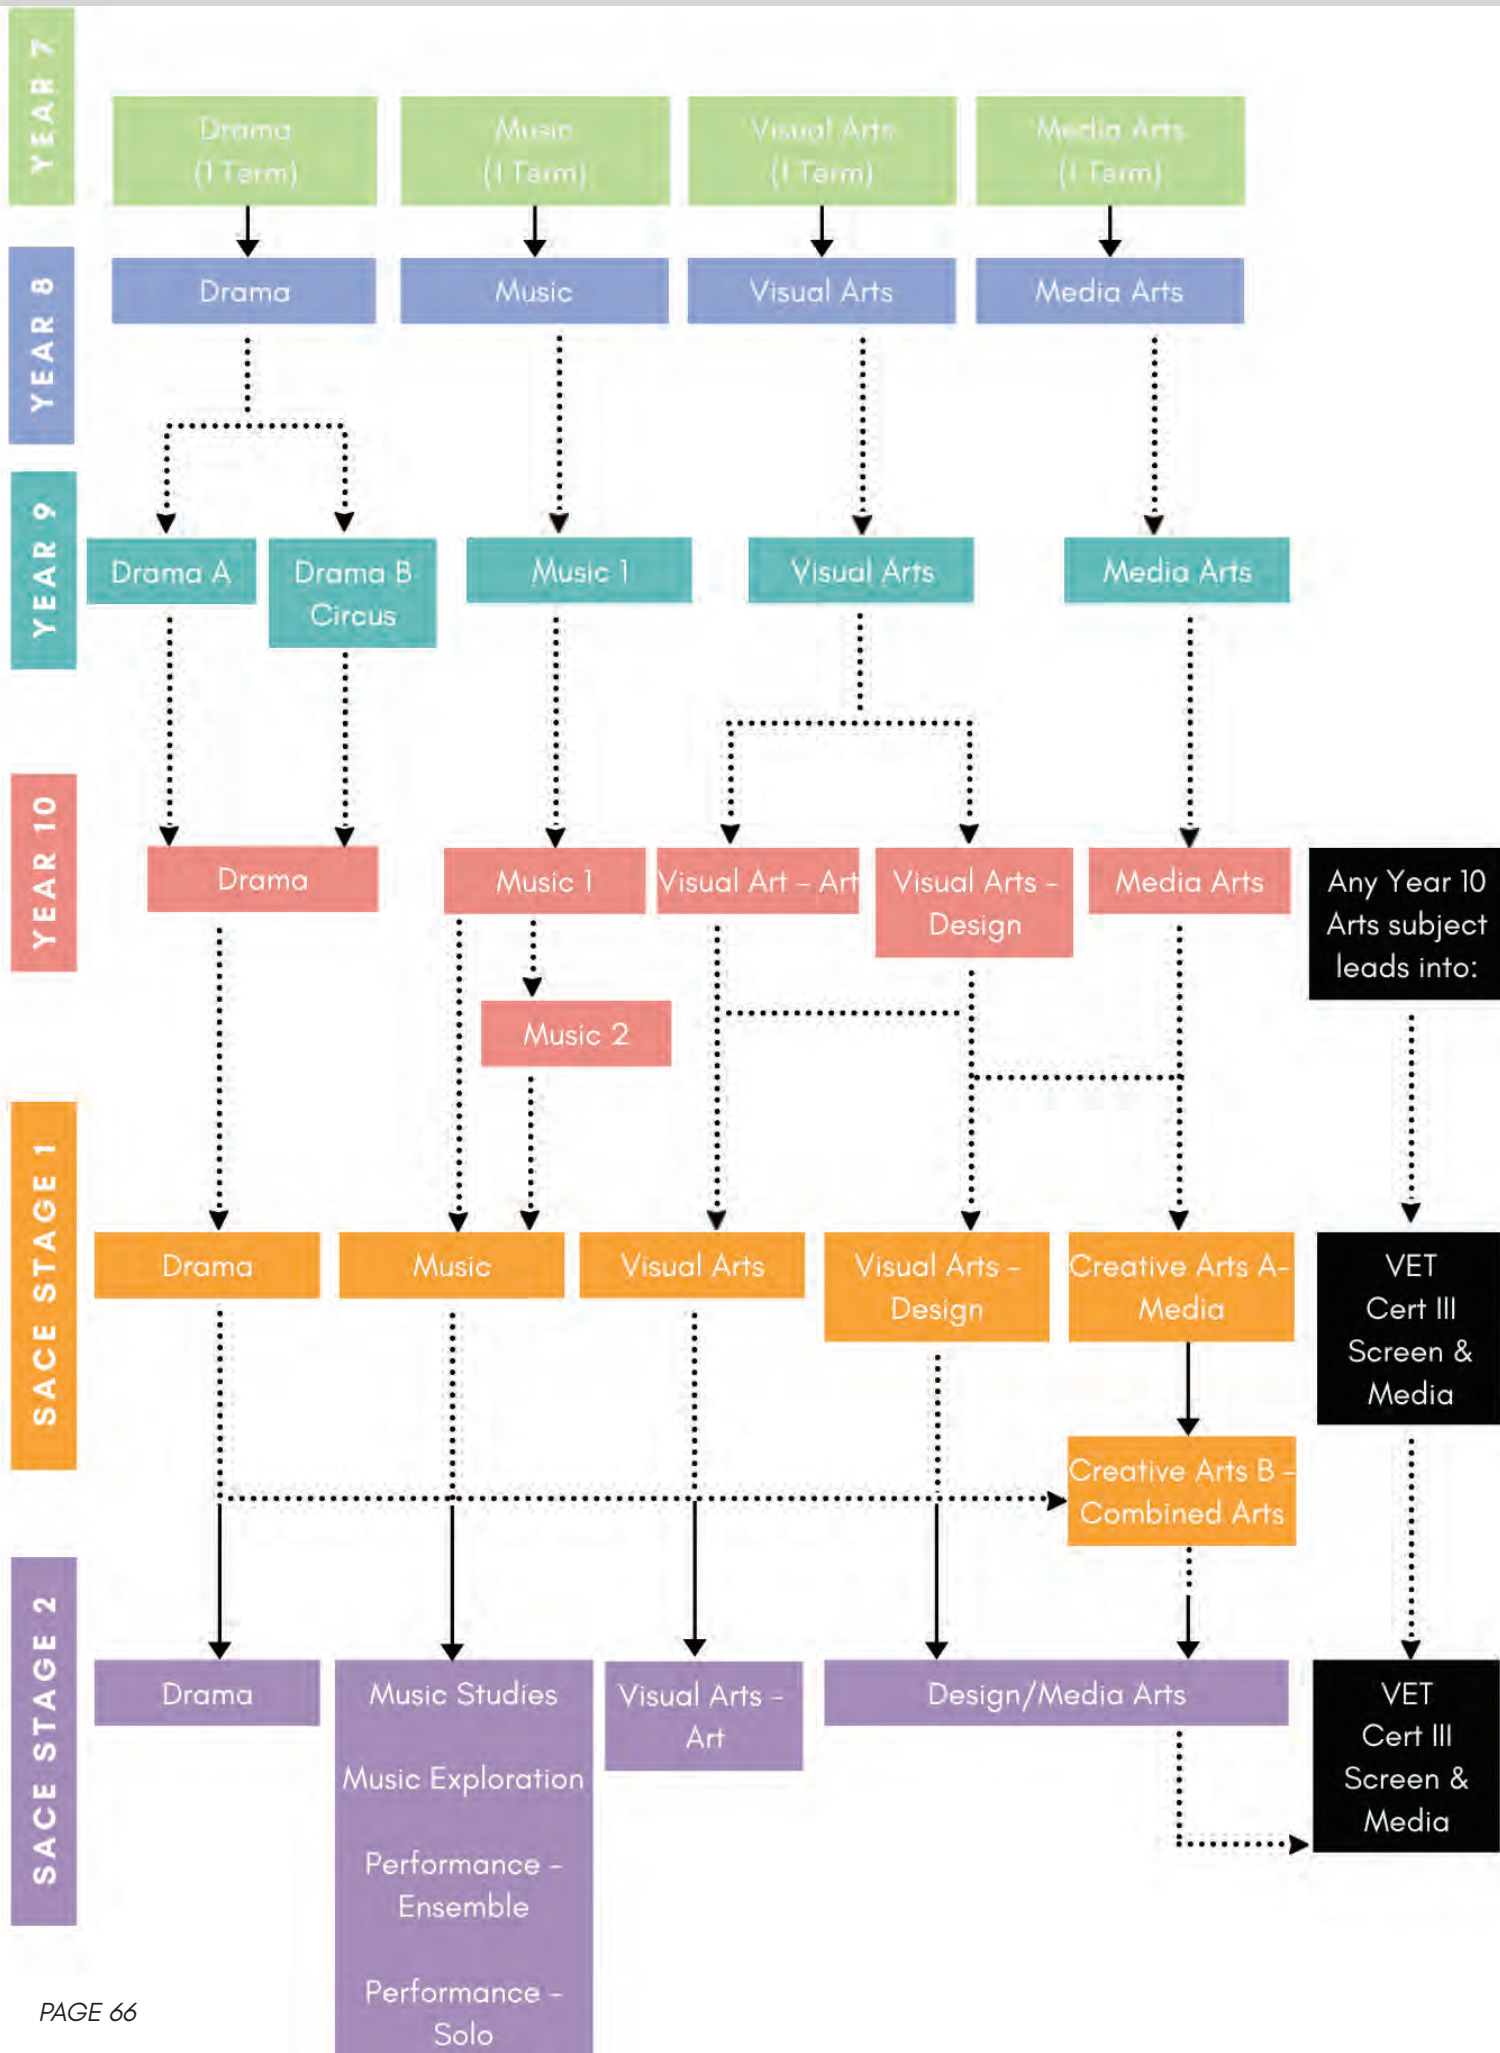 YEAR 7
Drama
(1 Term)
Music
(1 Term)
Visual Arts
(1 Term)
Media Arts
(1 Term)
YEAR 8
Drama
Music
Visual Arts
Media Arts
YEAR 9
Drama A
Drama B
Circus
Music 1
Visual Arts
Media Arts
YEAR 10
Drama
Music 1
Visual Art - Art
Visual Arts -
Design
Media Arts
Any Year 10
Arts subject
leads into:
Music 2
SACE STAGE 1
Drama
Music
Visual Arts
Visual Arts -
Design
Creative Arts A-
Media
VET
Cert III
Screen &
Media
Creative Arts B -
Combined Arts
SACE STAGE 2
Drama
Music Studies
Music Exploration
Performance -
Ensemble
Performance -
Solo
Visual Arts -
Art
Design/Media Arts
VET
Cert III
Screen &
Media
PAGE 66